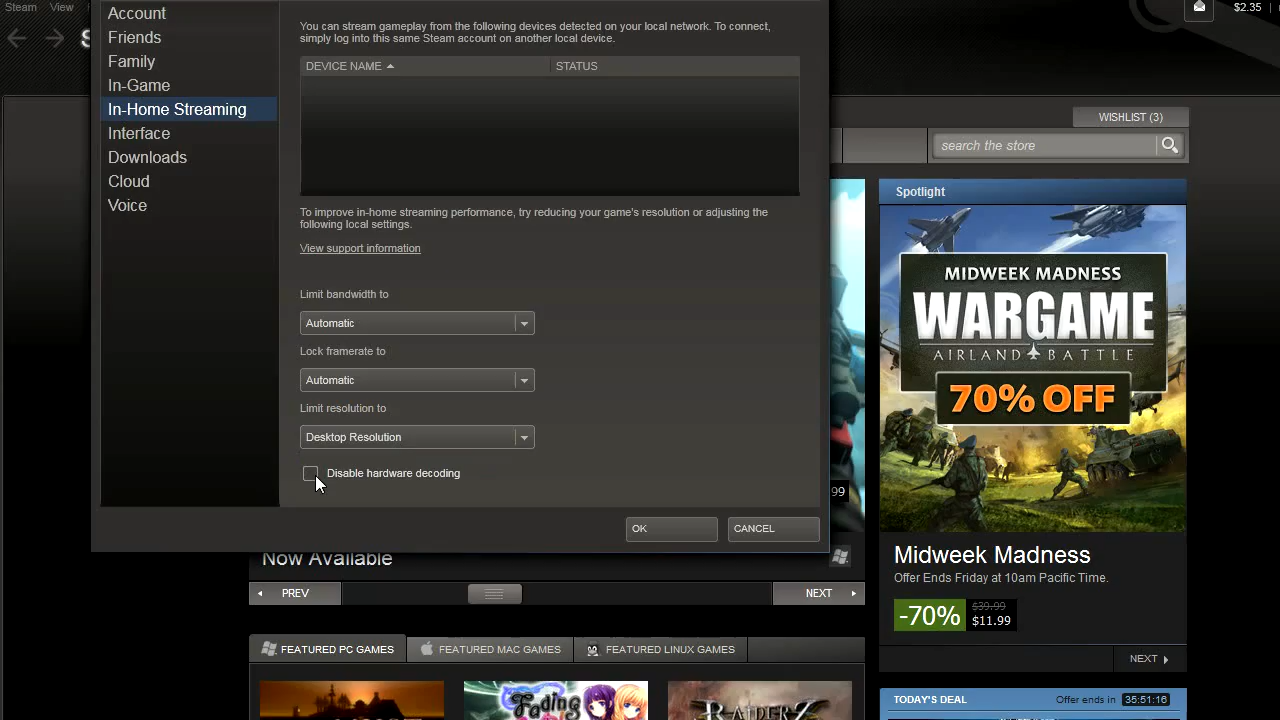 Steam View
$2.35
Account
Friends
Family
In-Game
In-Home Streaming
Interface
Downloads
Cloud
Voice
You can stream gameplay from the following devices detected on your local network. To connect,
simply log into this same Steam account on another local device.
DEVICE NAME STATUS
To improve in-home streaming performance, try reducing your game's resolution or adjusting the
following local settings.
View support information
Limit bandwidth to
Automatic
Lock framerate to
Automatic
Limit resolution to
Desktop Resolution
Disable hardware decoding
OK CANCEL
WISHLIST (3)
search the store
Spotlight
MIDWEEK MADNESS
WARGAME
AIRLAND BATTLE
70% OFF
Midweek Madness
Offer Ends Friday at 10am Pacific Time.
-70% $39.99
$11.99
NEXT
99
Now Available
PREV NEXT
FEATURED PC GAMES FEATURED MAC GAMES FEATURED LINUX GAMES
Fading
RAIDERZ
TODAY'S DEAL Offer ends in 35:51:16